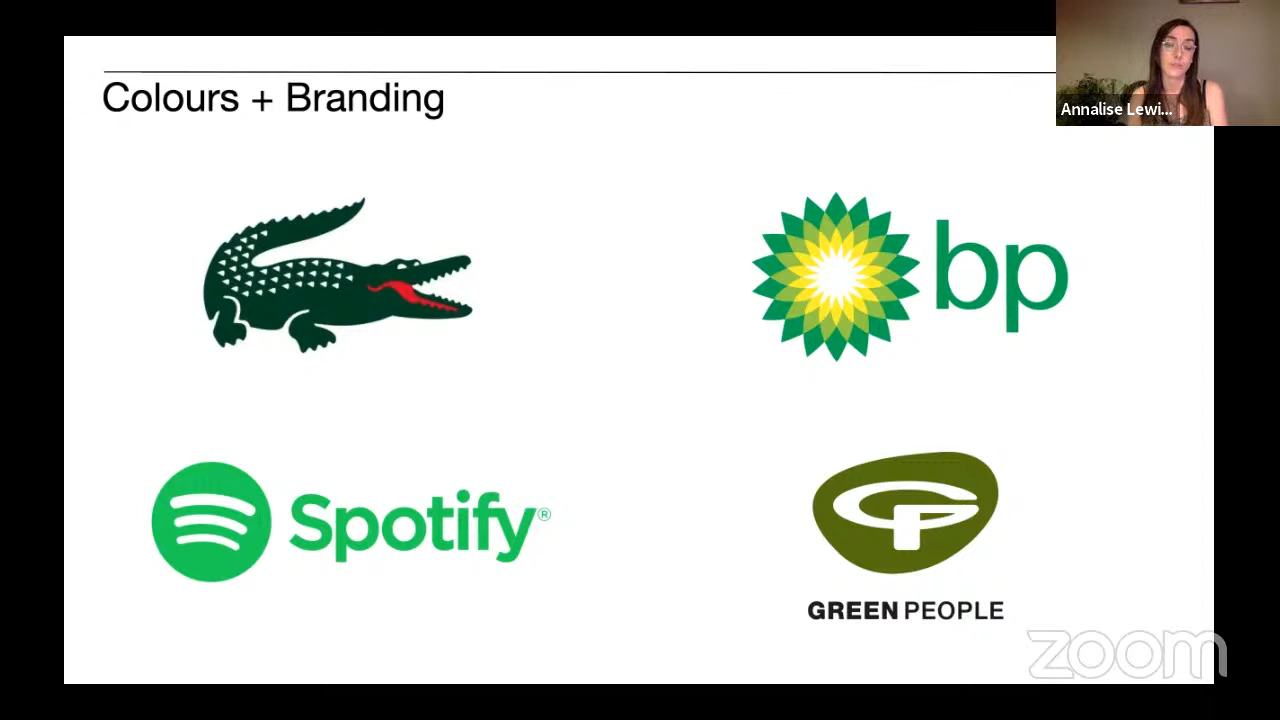 Colours + Branding
Annalise Lewi...
bp
Spotify®
GREEN PEOPLE
zoom